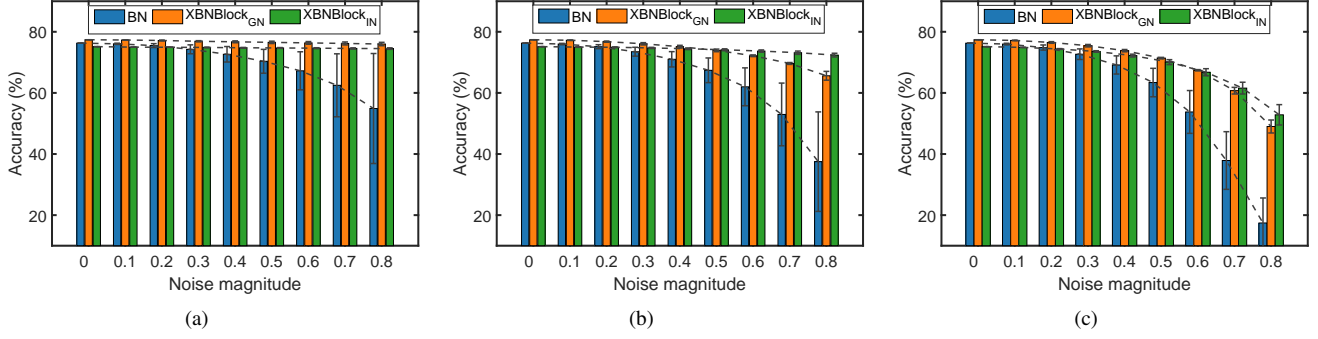 BN XBNBlock_GN XBNBlock_IN
80
60
40
20
Accuracy (%)
0 0.1 0.2 0.3 0.4 0.5 0.6 0.7 0.8
Noise magnitude
(a)
BN XBNBlock_GN XBNBlock_IN
80
60
40
20
Accuracy (%)
0 0.1 0.2 0.3 0.4 0.5 0.6 0.7 0.8
Noise magnitude
(b)
BN XBNBlock_GN XBNBlock_IN
80
60
40
20
Accuracy (%)
0 0.1 0.2 0.3 0.4 0.5 0.6 0.7 0.8
Noise magnitude
(c)